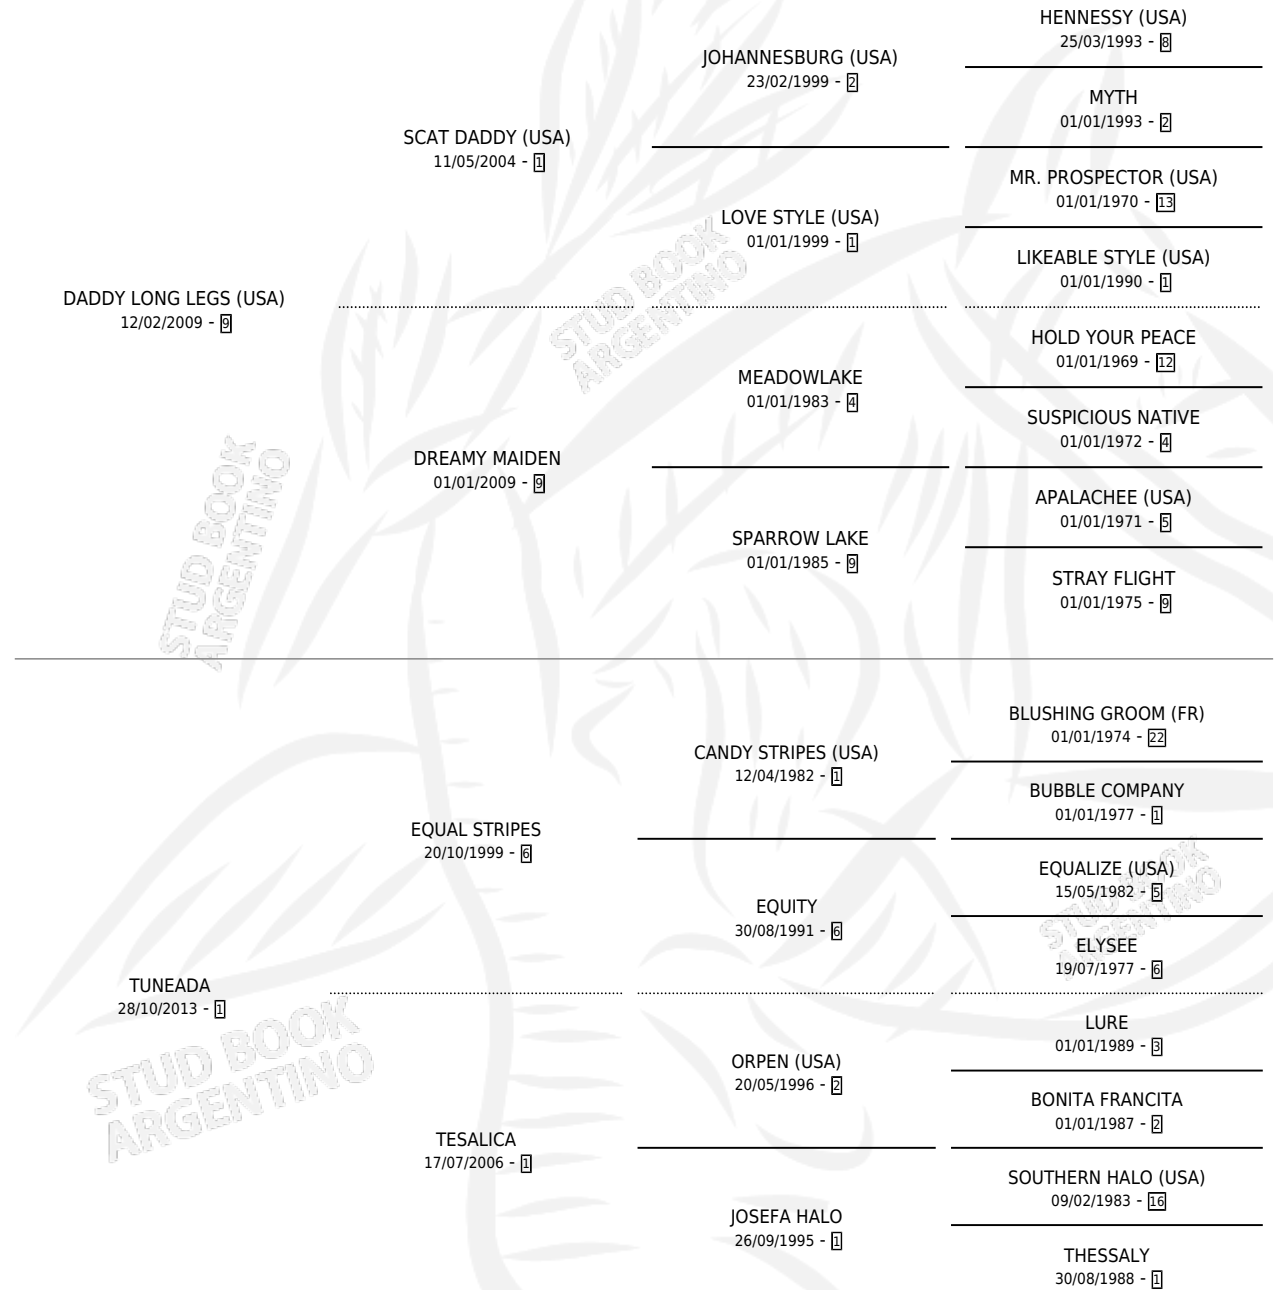 HENNESSY (USA)
25/03/1993 - 8
JOHANNESBURG (USA)
23/02/1999 - 2
MYTH
01/01/1993 - 2
SCAT DADDY (USA)
11/05/2004 - 1
MR. PROSPECTOR (USA)
01/01/1970 - 13
LOVE STYLE (USA)
01/01/1999 - 1
LIKEABLE STYLE (USA)
01/01/1990 - 1
DADDY LONG LEGS (USA)
12/02/2009 - 9
STUD BOOK
ARGENTINO
HOLD YOUR PEACE
01/01/1969 - 12
MEADOWLAKE
01/01/1983 - 4
SUSPICIOUS NATIVE
01/01/1972 - 4
DREAMY MAIDEN
01/01/2009 - 9
APALACHEE (USA)
01/01/1971 - 5
SPARROW LAKE
01/01/1985 - 9
STRAY FLIGHT
01/01/1975 - 9
STUD BOOK
ARGENTINO
BLUSHING GROOM (FR)
01/01/1974 - 22
CANDY STRIPES (USA)
12/04/1982 - 1
BUBBLE COMPANY
01/01/1977 - 1
EQUAL STRIPES
20/10/1999 - 6
EQUALIZE (USA)
15/05/1982 - 5
EQUITY
30/08/1991 - 6
ELYSEE
19/07/1977 - 6
STUD BOOK
ARGENTINO
TUNEADA
28/10/2013 - 1
LURE
01/01/1989 - 3
ORPEN (USA)
20/05/1996 - 2
BONITA FRANCITA
01/01/1987 - 2
STUD BOOK
ARGENTINO
TESALICA
17/07/2006 - 1
SOUTHERN HALO (USA)
09/02/1983 - 16
JOSEFA HALO
26/09/1995 - 1
THESSALY
30/08/1988 - 1